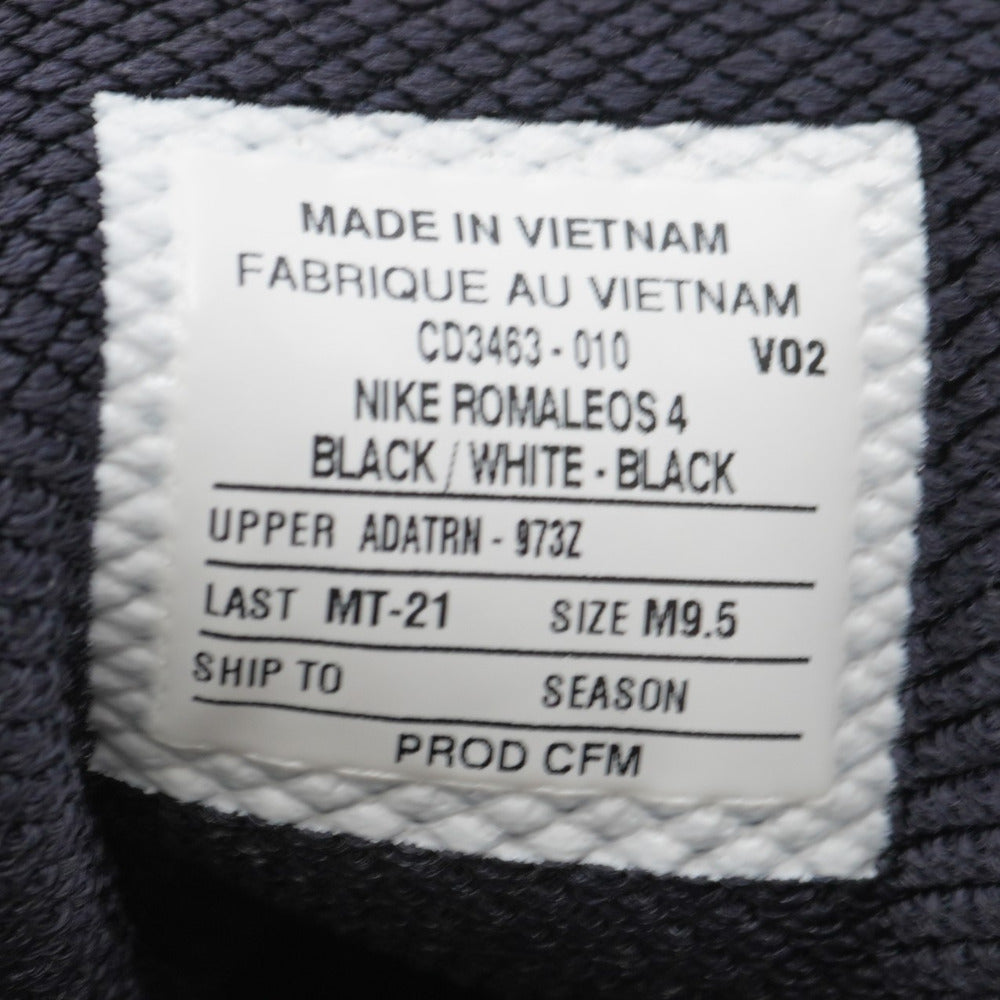 MADE IN VIETNAM
FABRIQUE AU VIETNAM
CD3463 - 010 V02
NIKE ROMALEOS 4
BLACK / WHITE - BLACK
UPPER ADATRN - 973Z
LAST MT-21 SIZE M9.5
SHIP TO SEASON
PROD CFM